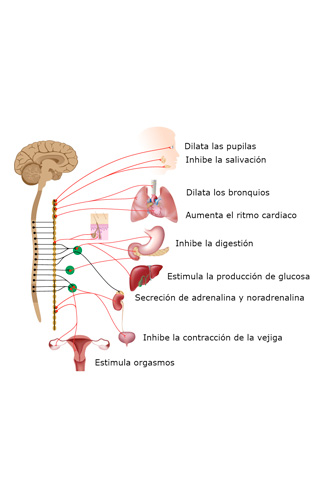 Dilata las pupilas
Inhibe la salivación
Dilata los bronquios
Aumenta el ritmo cardiaco
Inhibe la digestión
Estimula la producción de glucosa
Secreción de adrenalina y noradrenalina
Inhibe la contracción de la vejiga
Estimula orgasmos